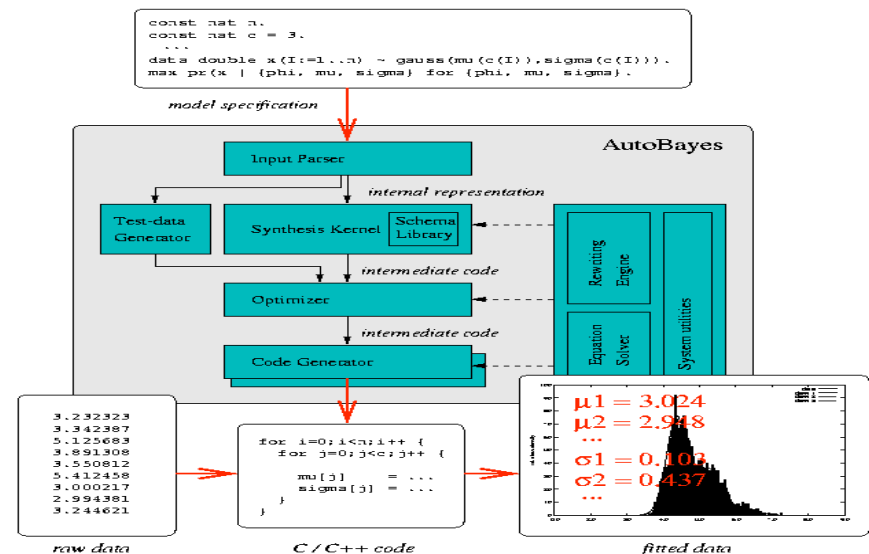 const nat n.
const nat c = 3.
...
data double x(I:=1..n) ~ gauss(mu(c(I)),sigma(c(I))).
max pr(x | {phi, mu, sigma} for {phi, mu, sigma}.
model specification
AutoBayes
Input Parser
internal representation
Test-data
Generator
Synthesis Kernel
Schema
Library
intermediate code
Optimizer
intermediate code
Code Generator
Rewriting
Engine
Equation
Solver
System utilities
3.232323
3.342387
5.125683
3.891308
3.550812
5.412458
3.000217
2.994381
3.244621
raw data
for i=0;i<n;i++ {
for j=0;j<c;j++ {
mu[j] = ...
sigma[j] = ...
}
}
C / C++ code
μ1 = 3.024
μ2 = 2.948
...
σ1 = 0.103
σ2 = 0.437
...
fitted data